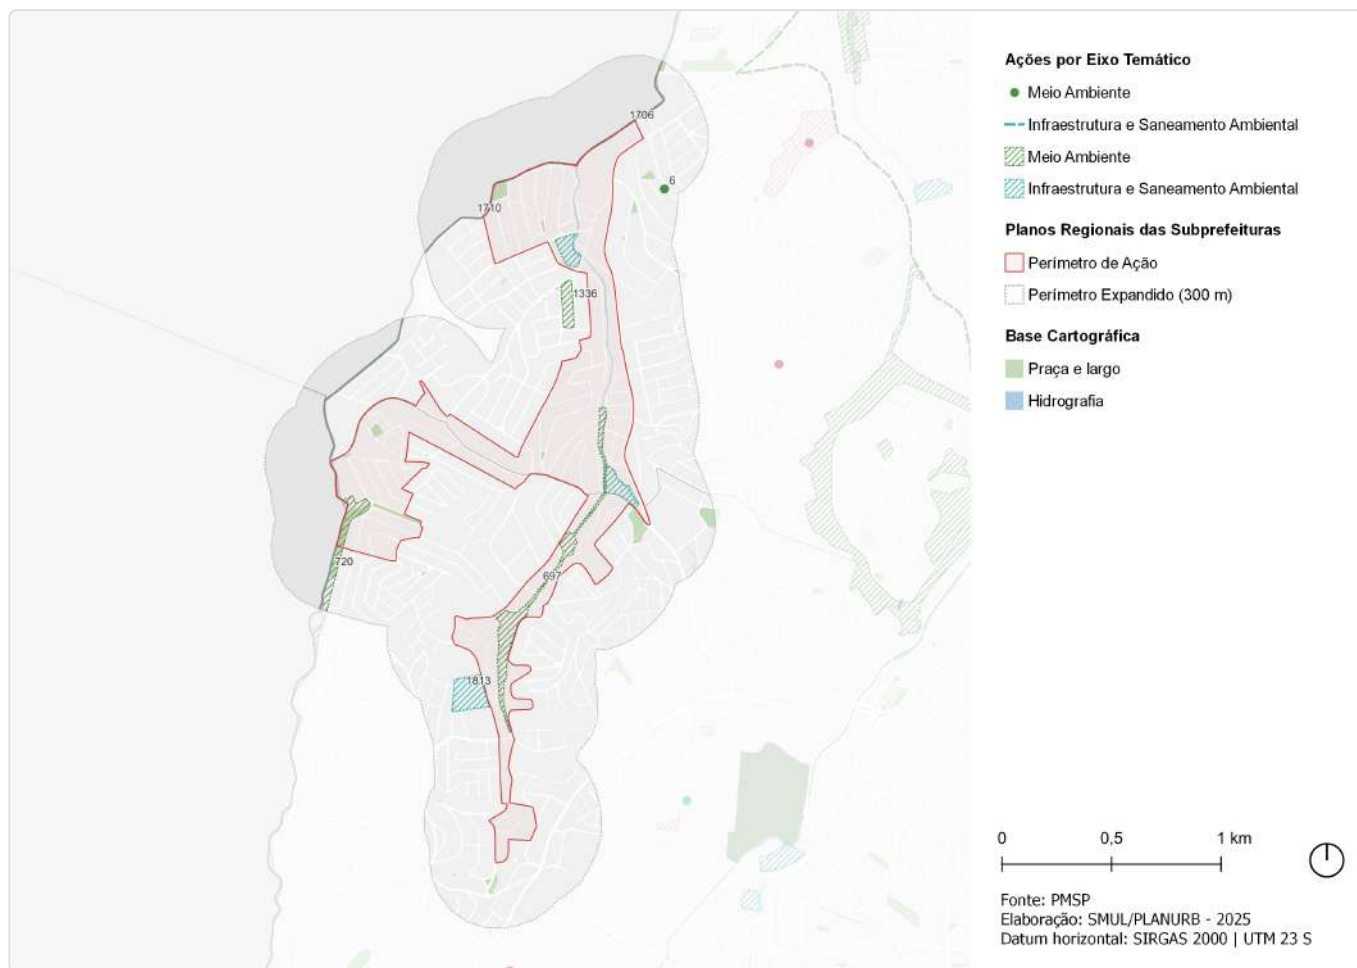 1706
6
1710
1336
720
697
1813
Ações por Eixo Temático
Meio Ambiente
Infraestrutura e Saneamento Ambiental
Meio Ambiente
Infraestrutura e Saneamento Ambiental
Planos Regionais das Subprefeituras
Perímetro de Ação
Perímetro Expandido (300 m)
Base Cartográfica
Praça e largo
Hidrografia
0 0,5 1 km
Fonte: PMSP
Elaboração: SMUL/PLANURB - 2025
Datum horizontal: SIRGAS 2000 | UTM 23 S